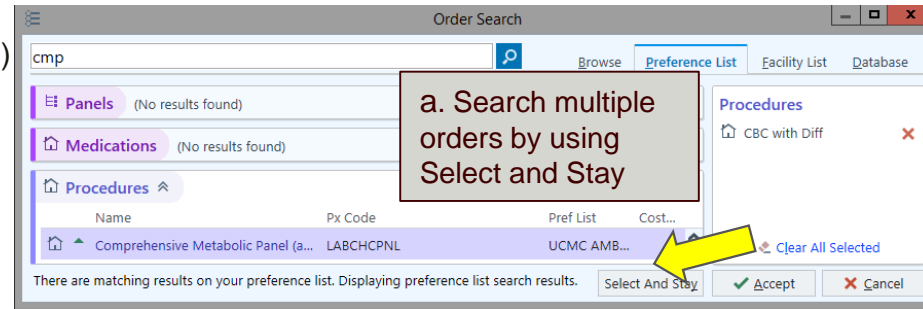 Order Search
)
cmp
Browse Preference List Facility List Database
Panels (No results found)
a. Search multiple
orders by using
Select and Stay
Procedures
CBC with Diff
Medications (No results found)
Procedures
Name Px Code Pref List Cost...
Comprehensive Metabolic Panel (a... LABCHCPNL UCMC AMB...
Clear All Selected
There are matching results on your preference list. Displaying preference list search results.
Select And Stay Accept Cancel